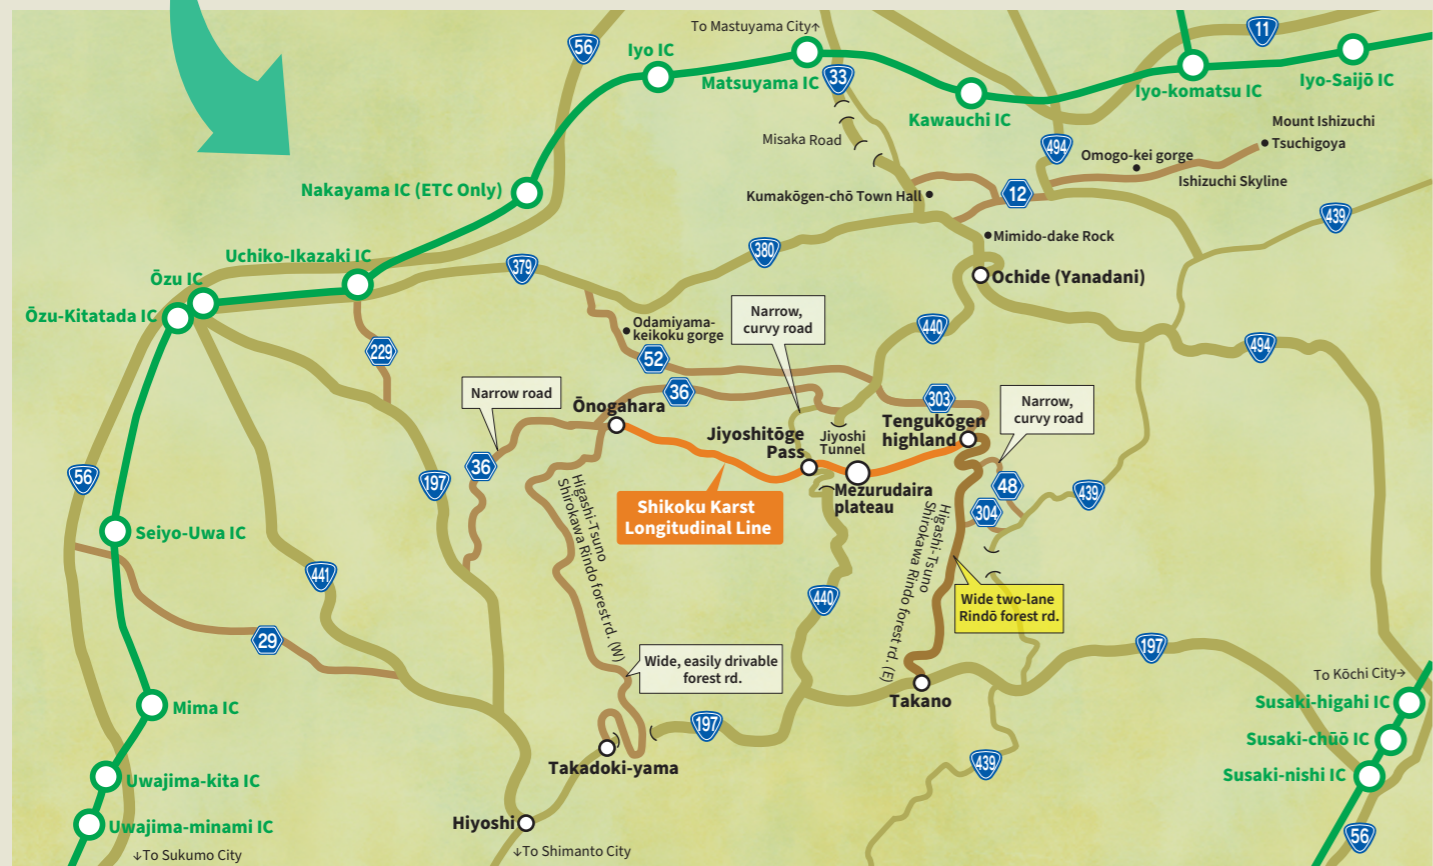 To Mastuyama City↑
11
56
Iyo IC
Matsuyama IC
33
Iyo-Saijō IC
Iyo-komatsu IC
Kawauchi IC
Mount Ishizuchi
Tsuchigoya
Misaka Road
494
Omogo-kei gorge
Ishizuchi Skyline
Nakayama IC (ETC Only)
Kumakōgen-chō Town Hall
12
439
Mimido-dake Rock
Uchiko-Ikazaki IC
379
380
Ōzu IC
Ochide (Yanadani)
Ōzu-Kitatada IC
Narrow,
curvy road
Odamiyama-
keikoku gorge
440
494
229
52
Narrow road
36
303
Narrow,
curvy road
Ōnogahara
Tengukōgen
highland
Jiyoshitōge
Pass
Jiyoshi
Tunnel
36
56
197
48
439
Mezurudaira
plateau
Shikoku Karst
Longitudinal Line
304
Higashi-Tsuno
Shirokawa Rindo forest rd. (W)
Higashi-Tsuno
Shirokawa Rindo forest rd. (E)
Seiyo-Uwa IC
441
440
Wide two-lane
Rindō forest rd.
29
197
Wide, easily drivable
forest rd.
To Kōchi City→
Takano
Susaki-higahi IC
Mima IC
197
Susaki-chūō IC
Takadoki-yama
439
Susaki-nishi IC
Uwajima-kita IC
Hiyoshi
Uwajima-minami IC
56
↓To Sukumo City
↓To Shimanto City